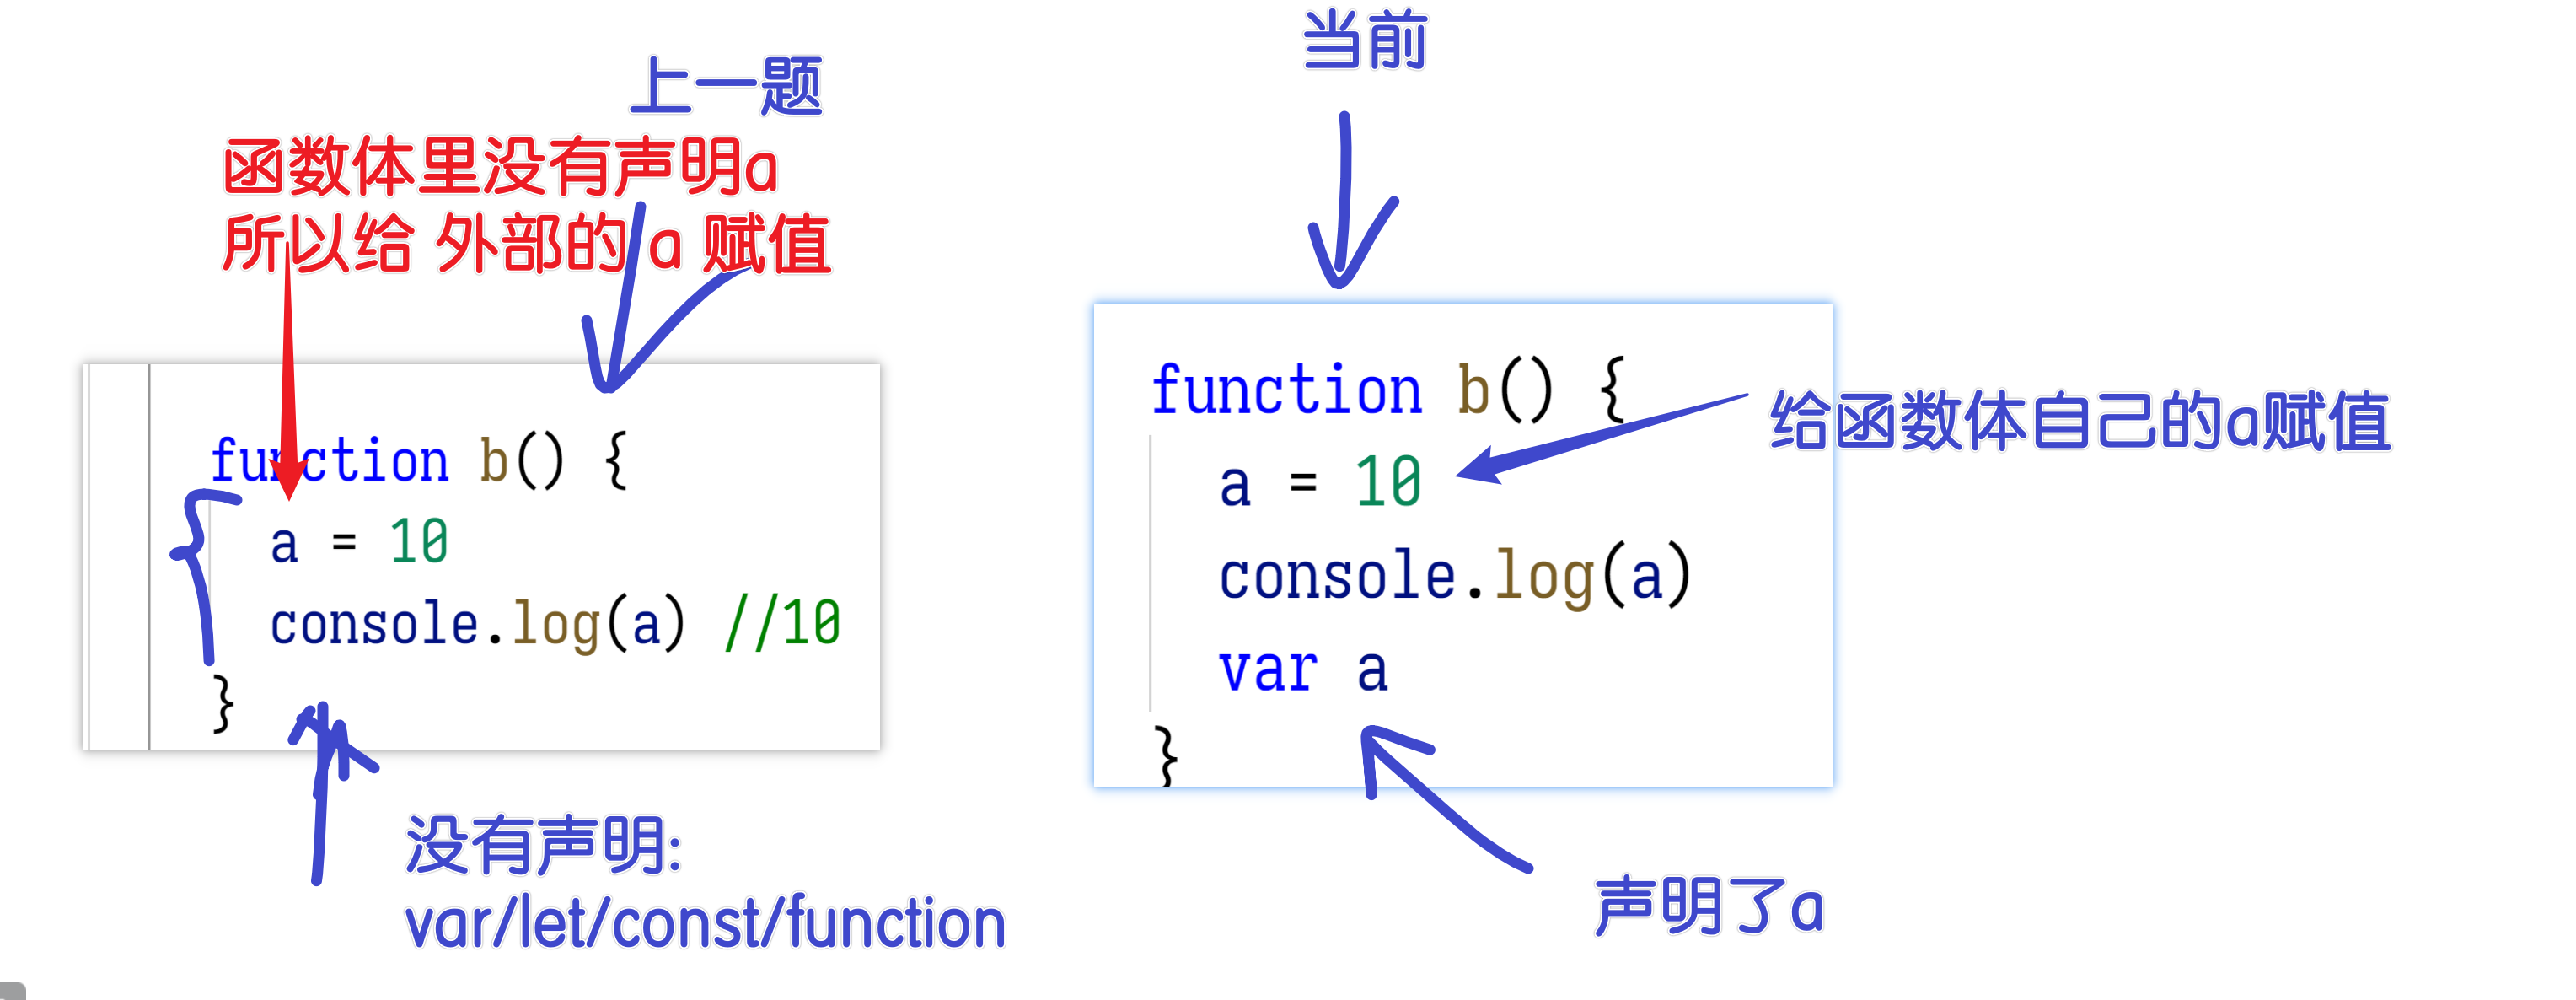 上一题
函数体里没有声明a
所以给 外部的 a 赋值
function b() {
a = 10
console.log(a) //10
}
没有声明:
var/let/const/function
当前
function b() {
a = 10
console.log(a)
var a
}
给函数体自己的a赋值
声明了a